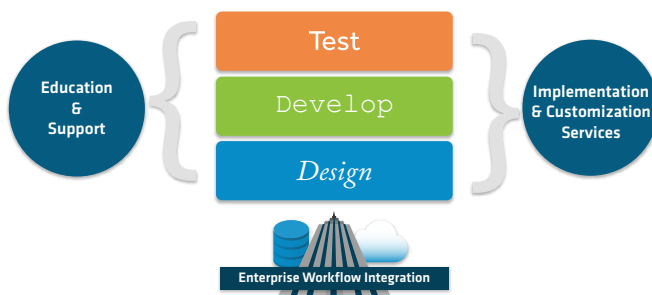 Test
Education
&
Support
Develop
Implementation
& Customization
Services
Design
Enterprise Workflow Integration